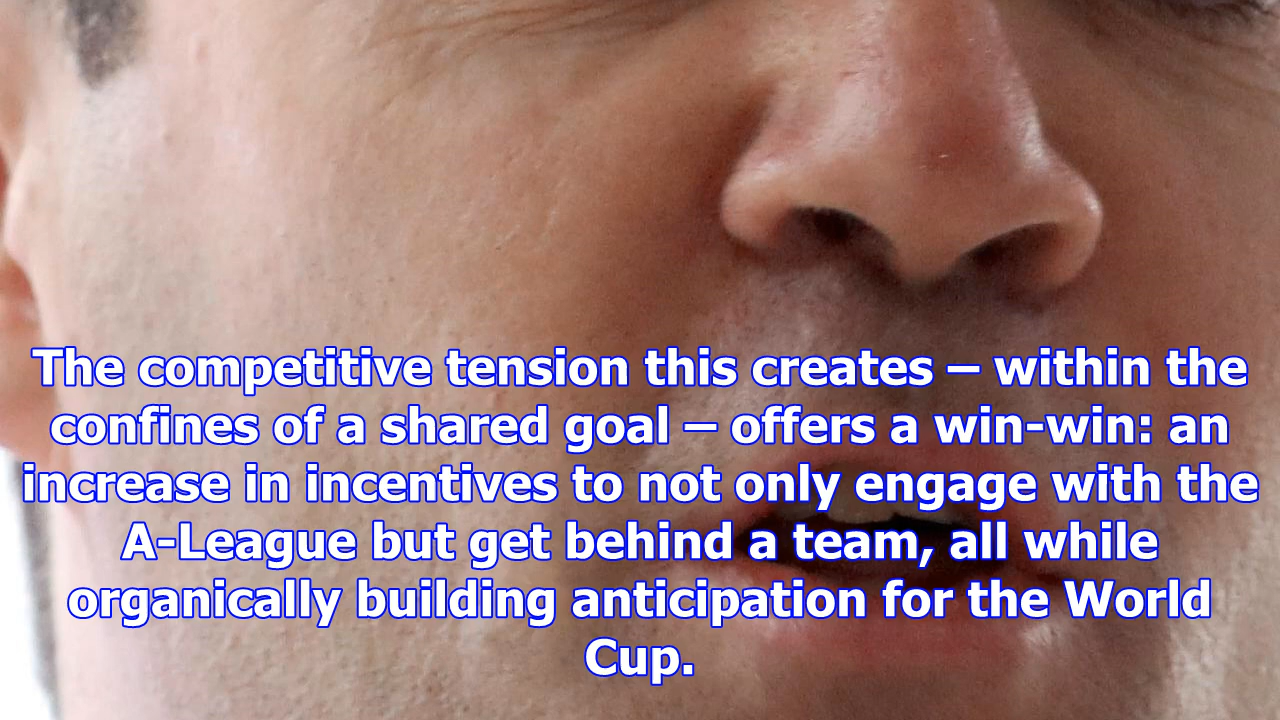 The competitive tension this creates – within the
confines of a shared goal – offers a win-win: an
increase in incentives to not only engage with the
A-League but get behind a team, all while
organically building anticipation for the World
Cup.